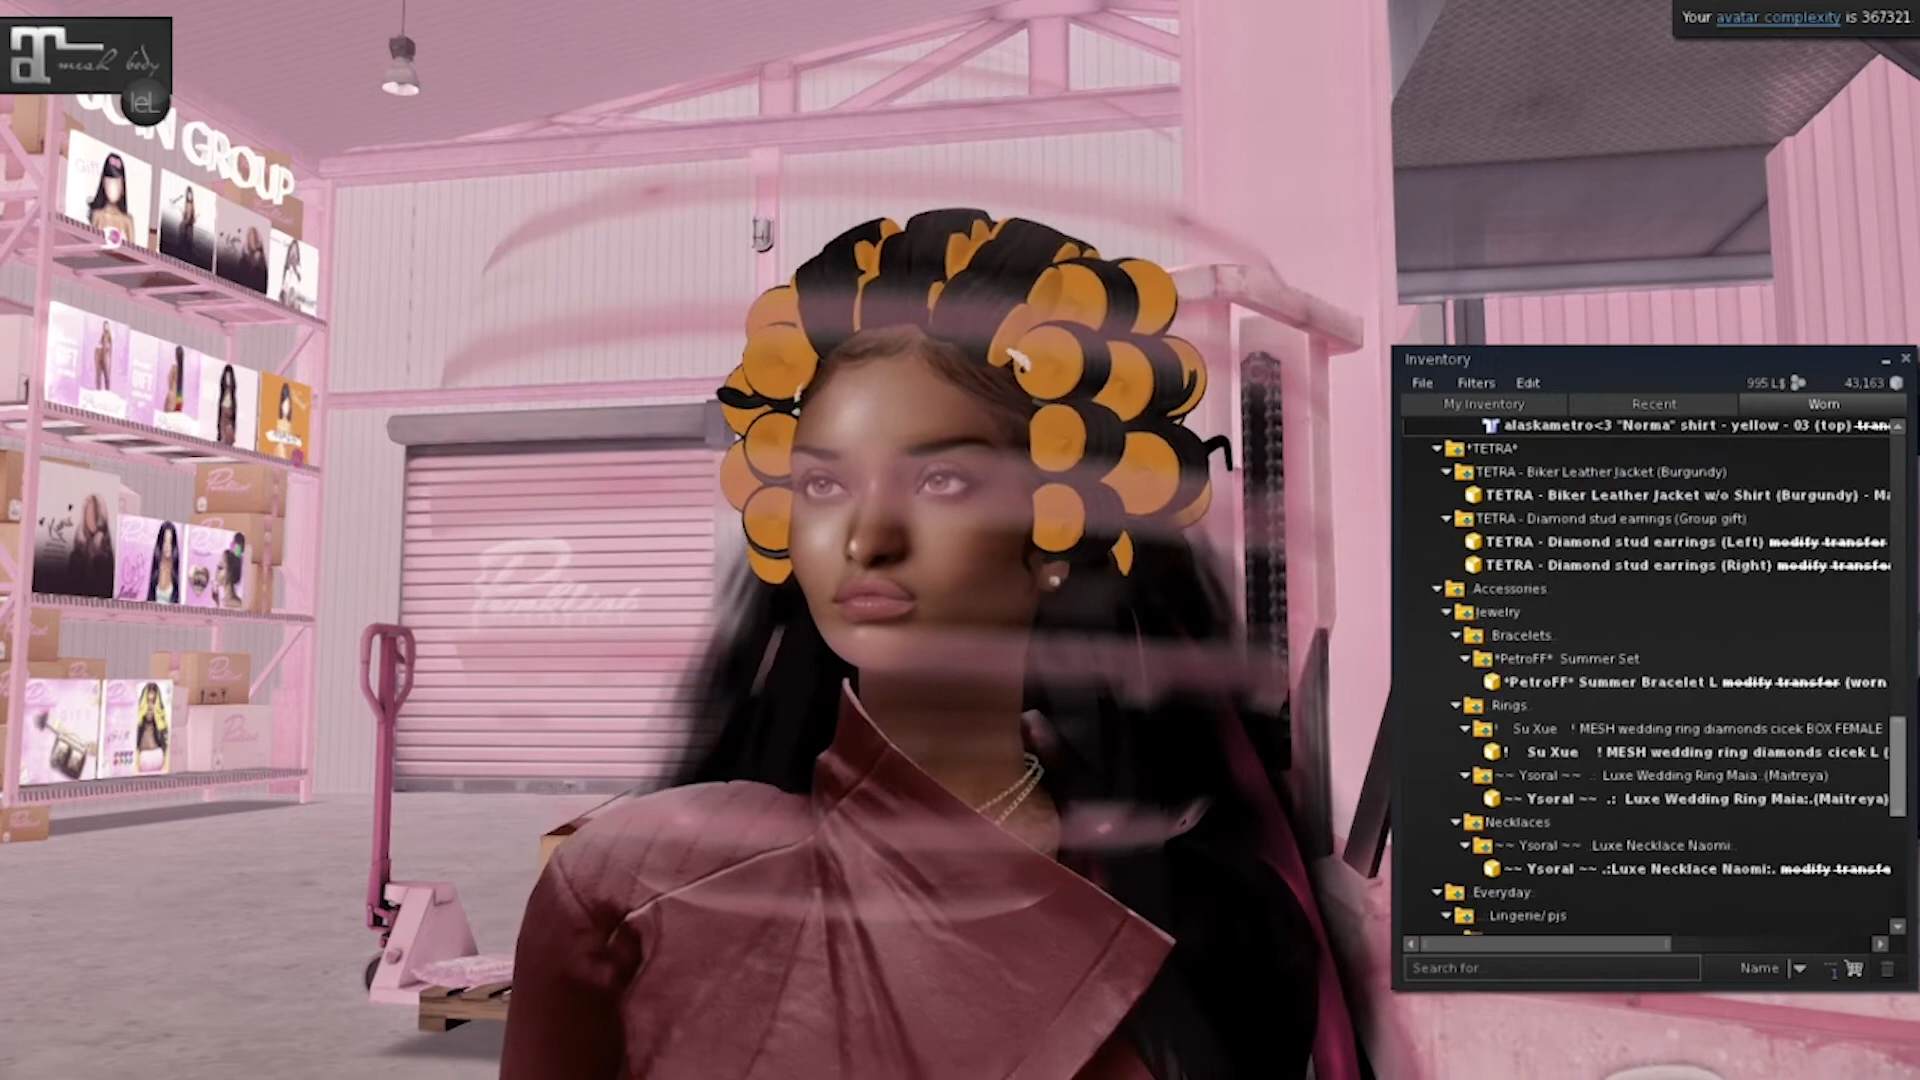 mesh body
leL
JOIN GROUP
Your avatar complexity is 367321
Inventory
File Filters Edit 995 L$ 43,163
My Inventory Recent Worn
alaskametro<3 "Norma" shirt - yellow - 03 (top)
*TETRA*
TETRA - Biker Leather Jacket (Burgundy)
TETRA - Biker Leather Jacket w/o Shirt (Burgundy) - Ma
TETRA - Diamond stud earrings (Group gift)
TETRA - Diamond stud earrings (Left) modify transfer
TETRA - Diamond stud earrings (Right) modify transfe
.Accessories.
Jewelry
Bracelets.
*PetroFF* Summer Set
*PetroFF* Summer Bracelet L modify transfer (worn
.Rings.
! Su Xue ! MESH wedding ring diamonds cicek BOX FEMALE
! Su Xue ! MESH wedding ring diamonds cicek L (
~~ Ysoral ~~ .: Luxe Wedding Ring Maia:.(Maitreya)
~~ Ysoral ~~ .: Luxe Wedding Ring Maia:.(Maitreya)
Necklaces
~~ Ysoral ~~ .:Luxe Necklace Naomi:.
~~ Ysoral ~~ .:Luxe Necklace Naomi:. modify transfe
.Everyday.
.:Lingerie/pjs
Search for...
Name
1